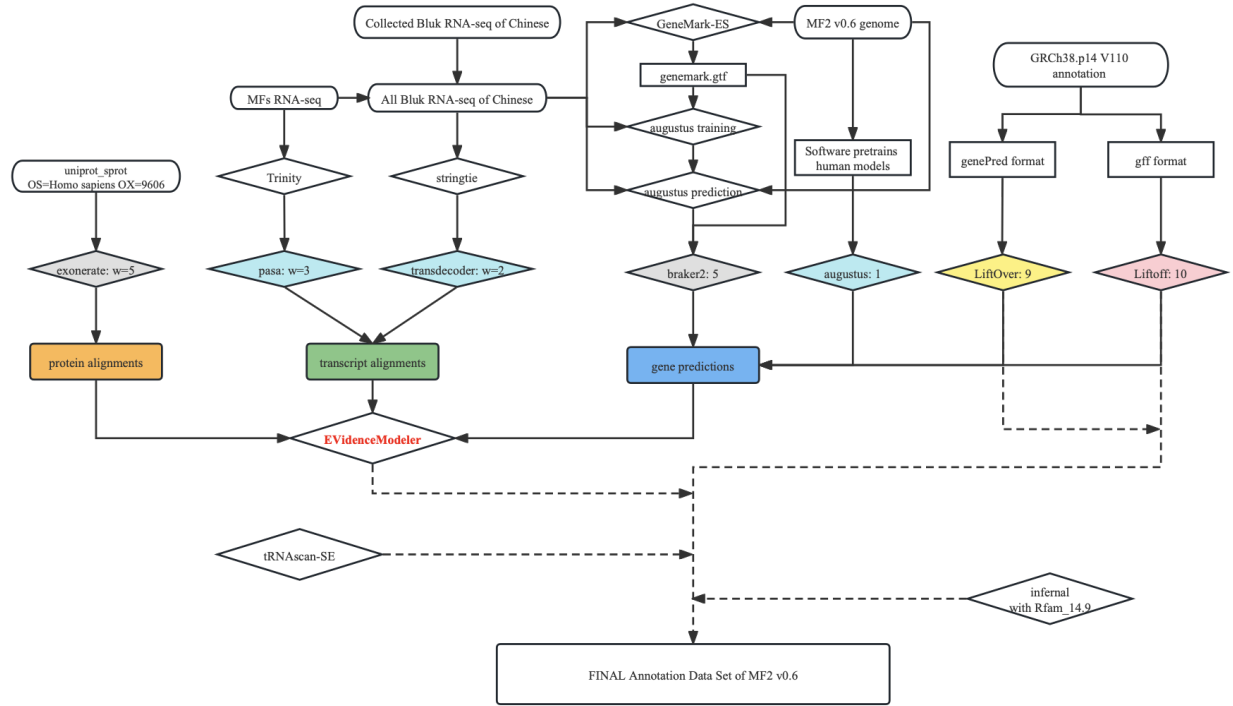 Collected Bluk RNA-seq of Chinese
GeneMark-ES
MF2 v0.6 genome
GRCh38.p14 V110
annotation
genemark.gtf
MFs RNA-seq
All Bluk RNA-seq of Chinese
augustus training
Software pretrains
human models
genePred format
gff format
uniprot_sprot
OS=Homo sapiens OX=9606
Trinity
stringtie
augustus prediction
exonerate: w=5
pasa: w=3
transdecoder: w=2
braker2: 5
augustus: 1
LiftOver: 9
Liftoff: 10
protein alignments
transcript alignments
gene predictions
EVidenceModeler
tRNAscan-SE
infernal
with Rfam_14.9
FINAL Annotation Data Set of MF2 v0.6